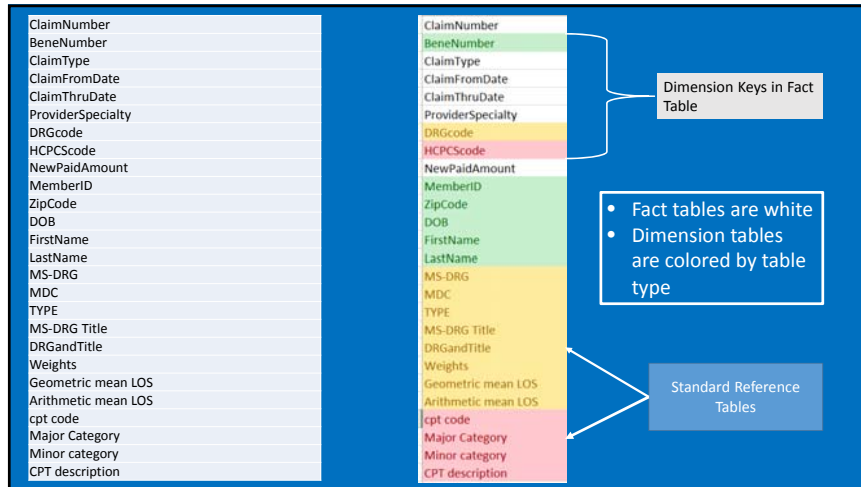 ClaimNumber
BeneNumber
ClaimType
ClaimFromDate
ClaimThruDate
ProviderSpecialty
DRGcode
HCPCScode
NewPaidAmount
MemberID
ZipCode
DOB
FirstName
LastName
MS-DRG
MDC
TYPE
MS-DRG Title
DRGandTitle
Weights
Geometric mean LOS
Arithmetic mean LOS
cpt code
Major Category
Minor category
CPT description
ClaimNumber
BeneNumber
ClaimType
ClaimFromDate
ClaimThruDate
ProviderSpecialty
DRGcode
HCPCScode
NewPaidAmount
MemberID
ZipCode
DOB
FirstName
LastName
MS-DRG
MDC
TYPE
MS-DRG Title
DRGandTitle
Weights
Geometric mean LOS
Arithmetic mean LOS
cpt code
Major Category
Minor category
CPT description
Dimension Keys in Fact
Table
• Fact tables are white
• Dimension tables
are colored by table
type
Standard Reference
Tables